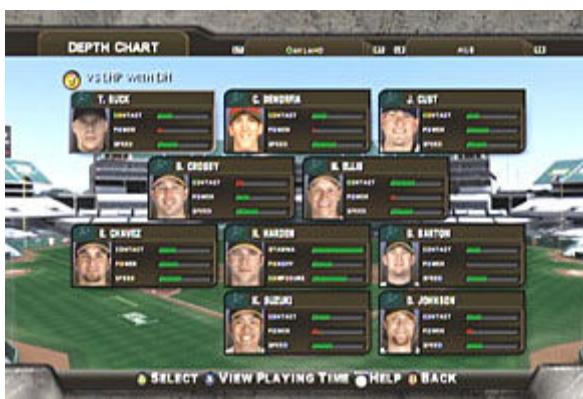 DEPTH CHART OAKLAND MLB
VS LHP WITH DH
T. BUCK C. DENORFIA J. CUST
CONTACT CONTACT CONTACT
POWER POWER POWER
SPEED SPEED SPEED
B. CROSBY M. ELLIS
CONTACT CONTACT
POWER POWER
SPEED SPEED
E. CHAVEZ R. HARDEN D. BARTON
CONTACT STAMINA CONTACT
POWER POWER
SPEED COMPOSURE SPEED
K. SUZUKI D. JOHNSON
CONTACT CONTACT
POWER POWER
SPEED SPEED
SELECT VIEW PLAYING TIME HELP BACK